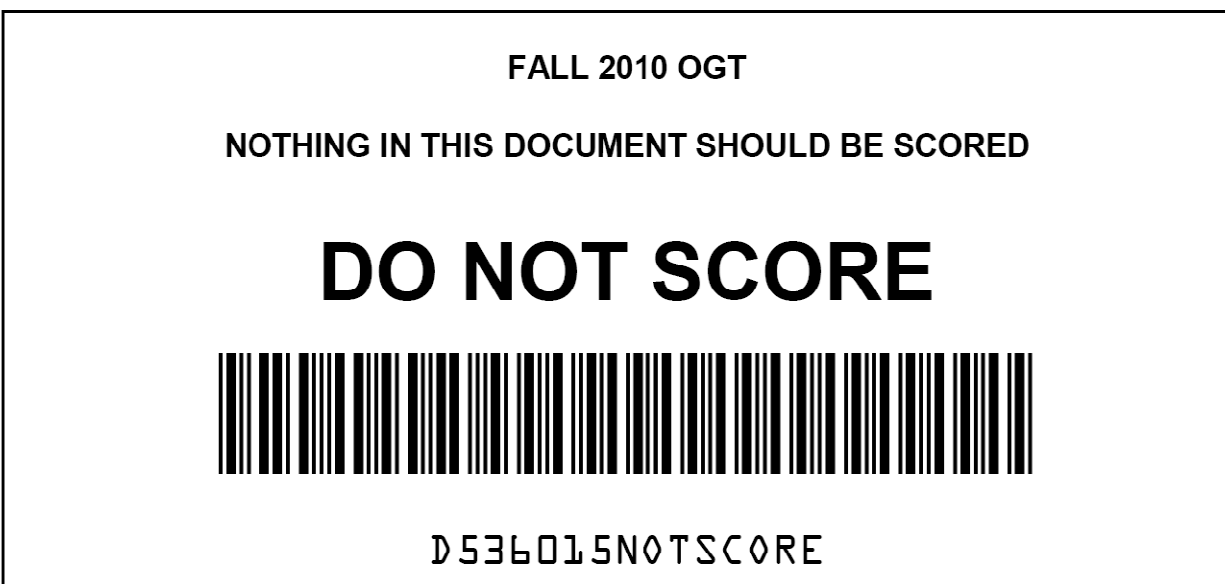 FALL 2010 OGT
NOTHING IN THIS DOCUMENT SHOULD BE SCORED
DO NOT SCORE
D536015NOTSCORE